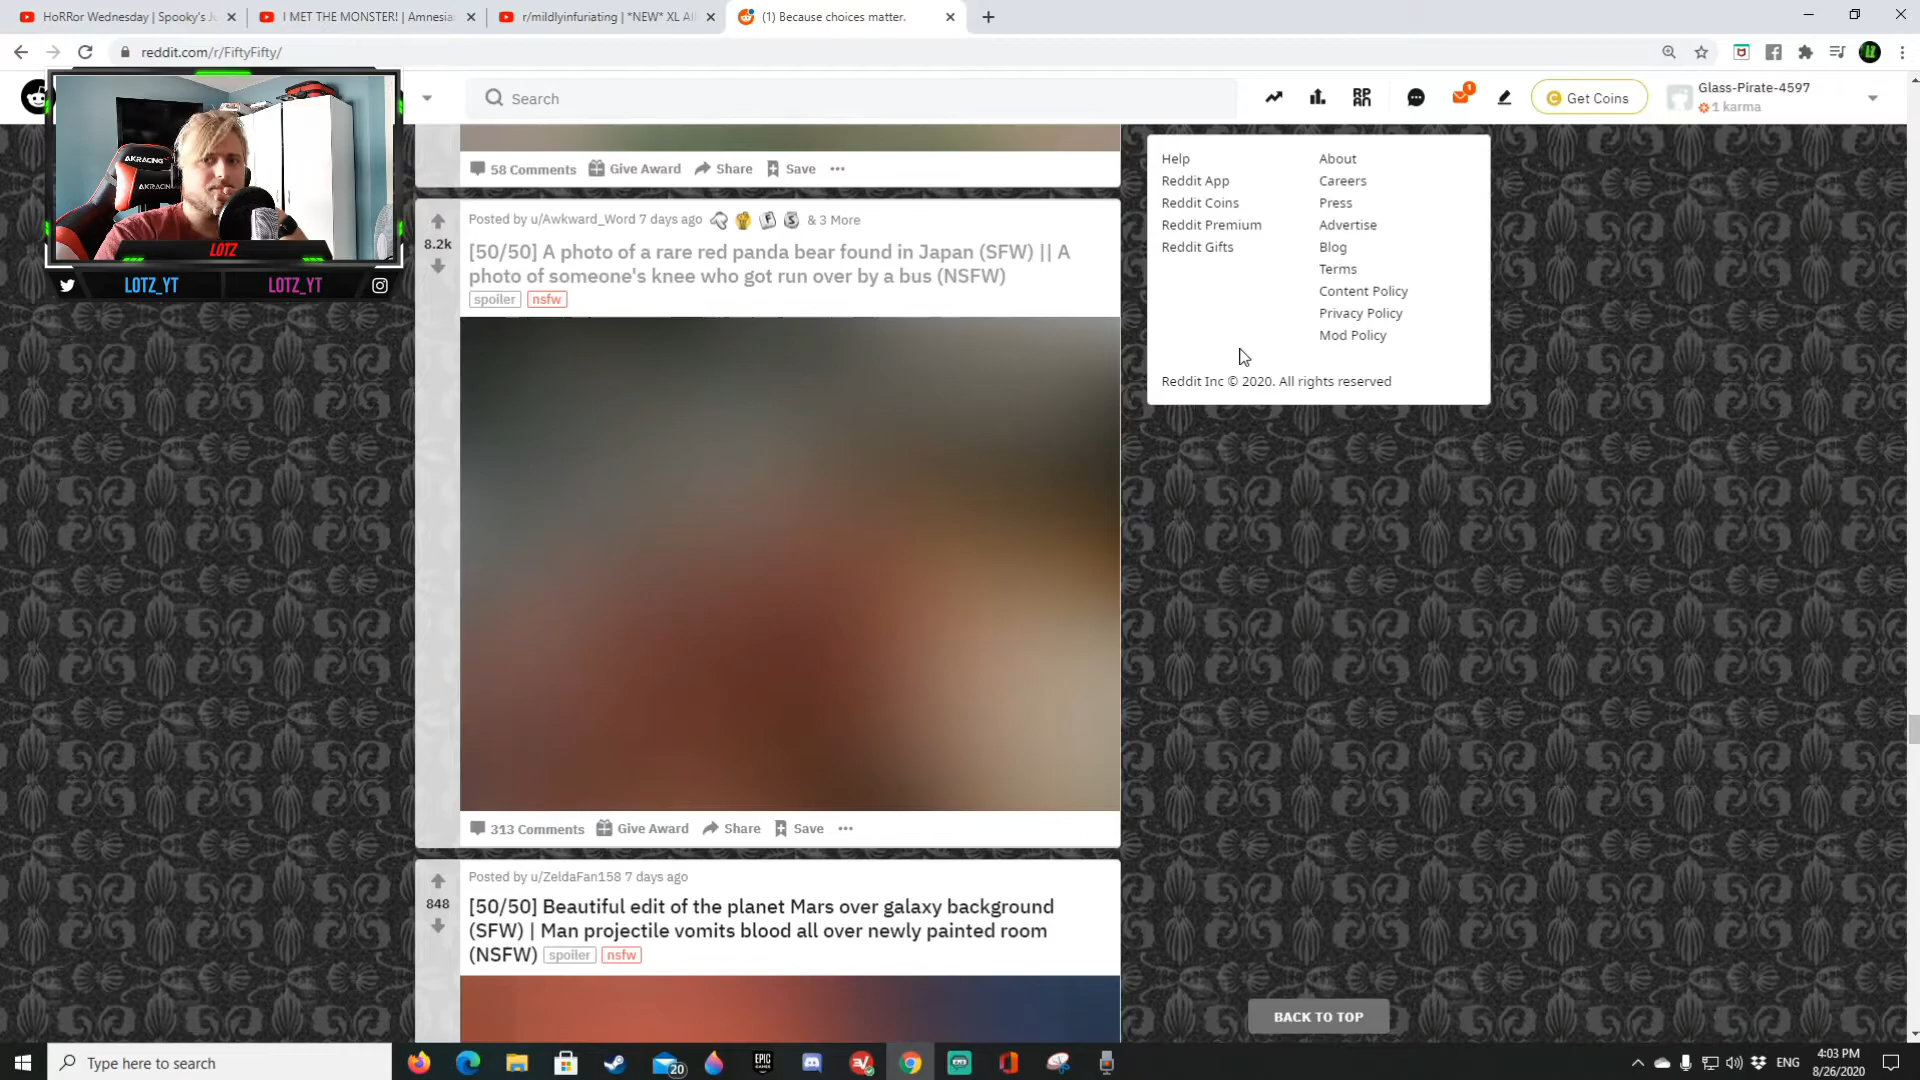 HoRRor Wednesday | Spooky's J
I MET THE MONSTER! | Amnesia:
r/mildlyinfuriating | *NEW* XL All
(1) Because choices matter.
reddit.com/r/FiftyFifty/
Search
1
Get Coins
Glass-Pirate-4597
1 karma
AKRACING
AKRACING
LOTZ
LOTZ_YT
LOTZ_YT
58 Comments
Give Award
Share
Save
Posted by u/Awkward_Word 7 days ago
& 3 More
8.2k
[50/50] A photo of a rare red panda bear found in Japan (SFW) || A
photo of someone's knee who got run over by a bus (NSFW)
spoiler
nsfw
313 Comments
Give Award
Share
Save
Posted by u/ZeldaFan158 7 days ago
848
[50/50] Beautiful edit of the planet Mars over galaxy background
(SFW) | Man projectile vomits blood all over newly painted room
(NSFW) spoiler nsfw
Help
Reddit App
Reddit Coins
Reddit Premium
Reddit Gifts
About
Careers
Press
Advertise
Blog
Terms
Content Policy
Privacy Policy
Mod Policy
Reddit Inc © 2020. All rights reserved
BACK TO TOP
Type here to search
20
EPIC
GAMES
ENG
4:03 PM
8/26/2020